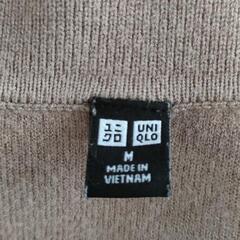 ユニ UNI
クロ QLO
M
MADE IN
VIETNAM